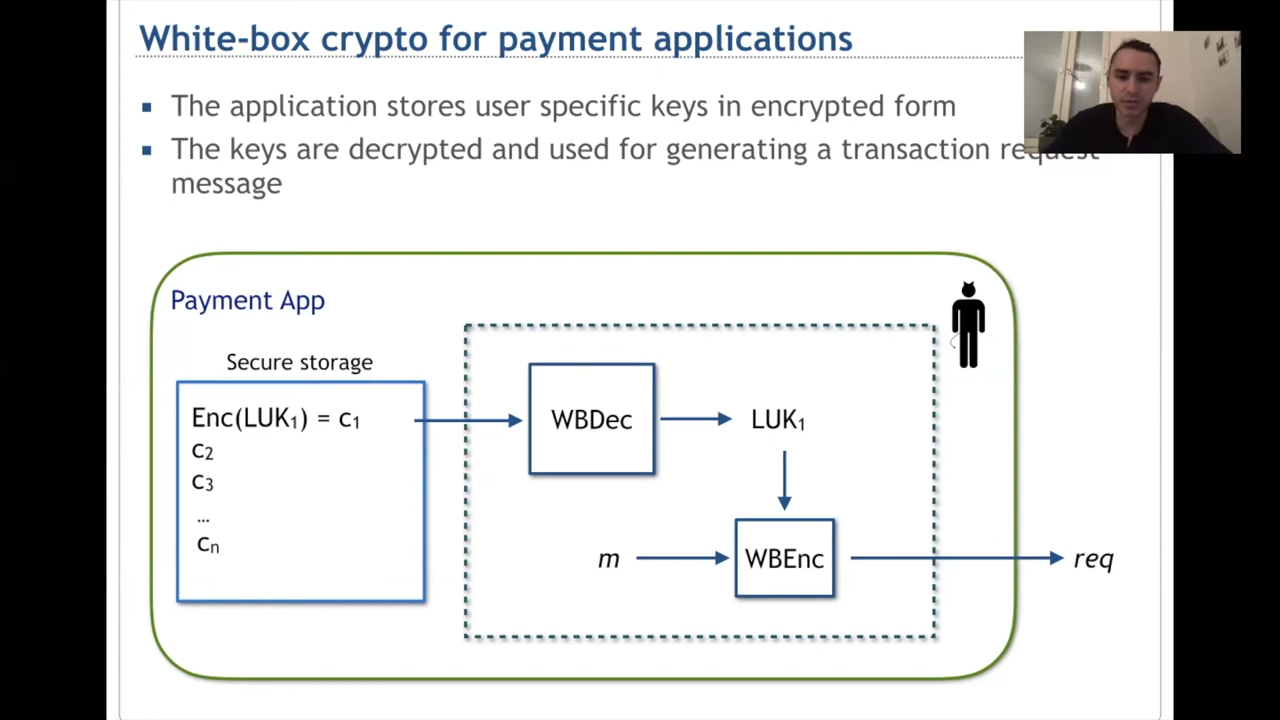 White-box crypto for payment applications
▪ The application stores user specific keys in encrypted form
▪ The keys are decrypted and used for generating a transaction request
message
Payment App
Secure storage
Enc(LUK₁) = c₁
c₂
c₃
...
cₙ
WBDec
LUK₁
m
WBEnc
req